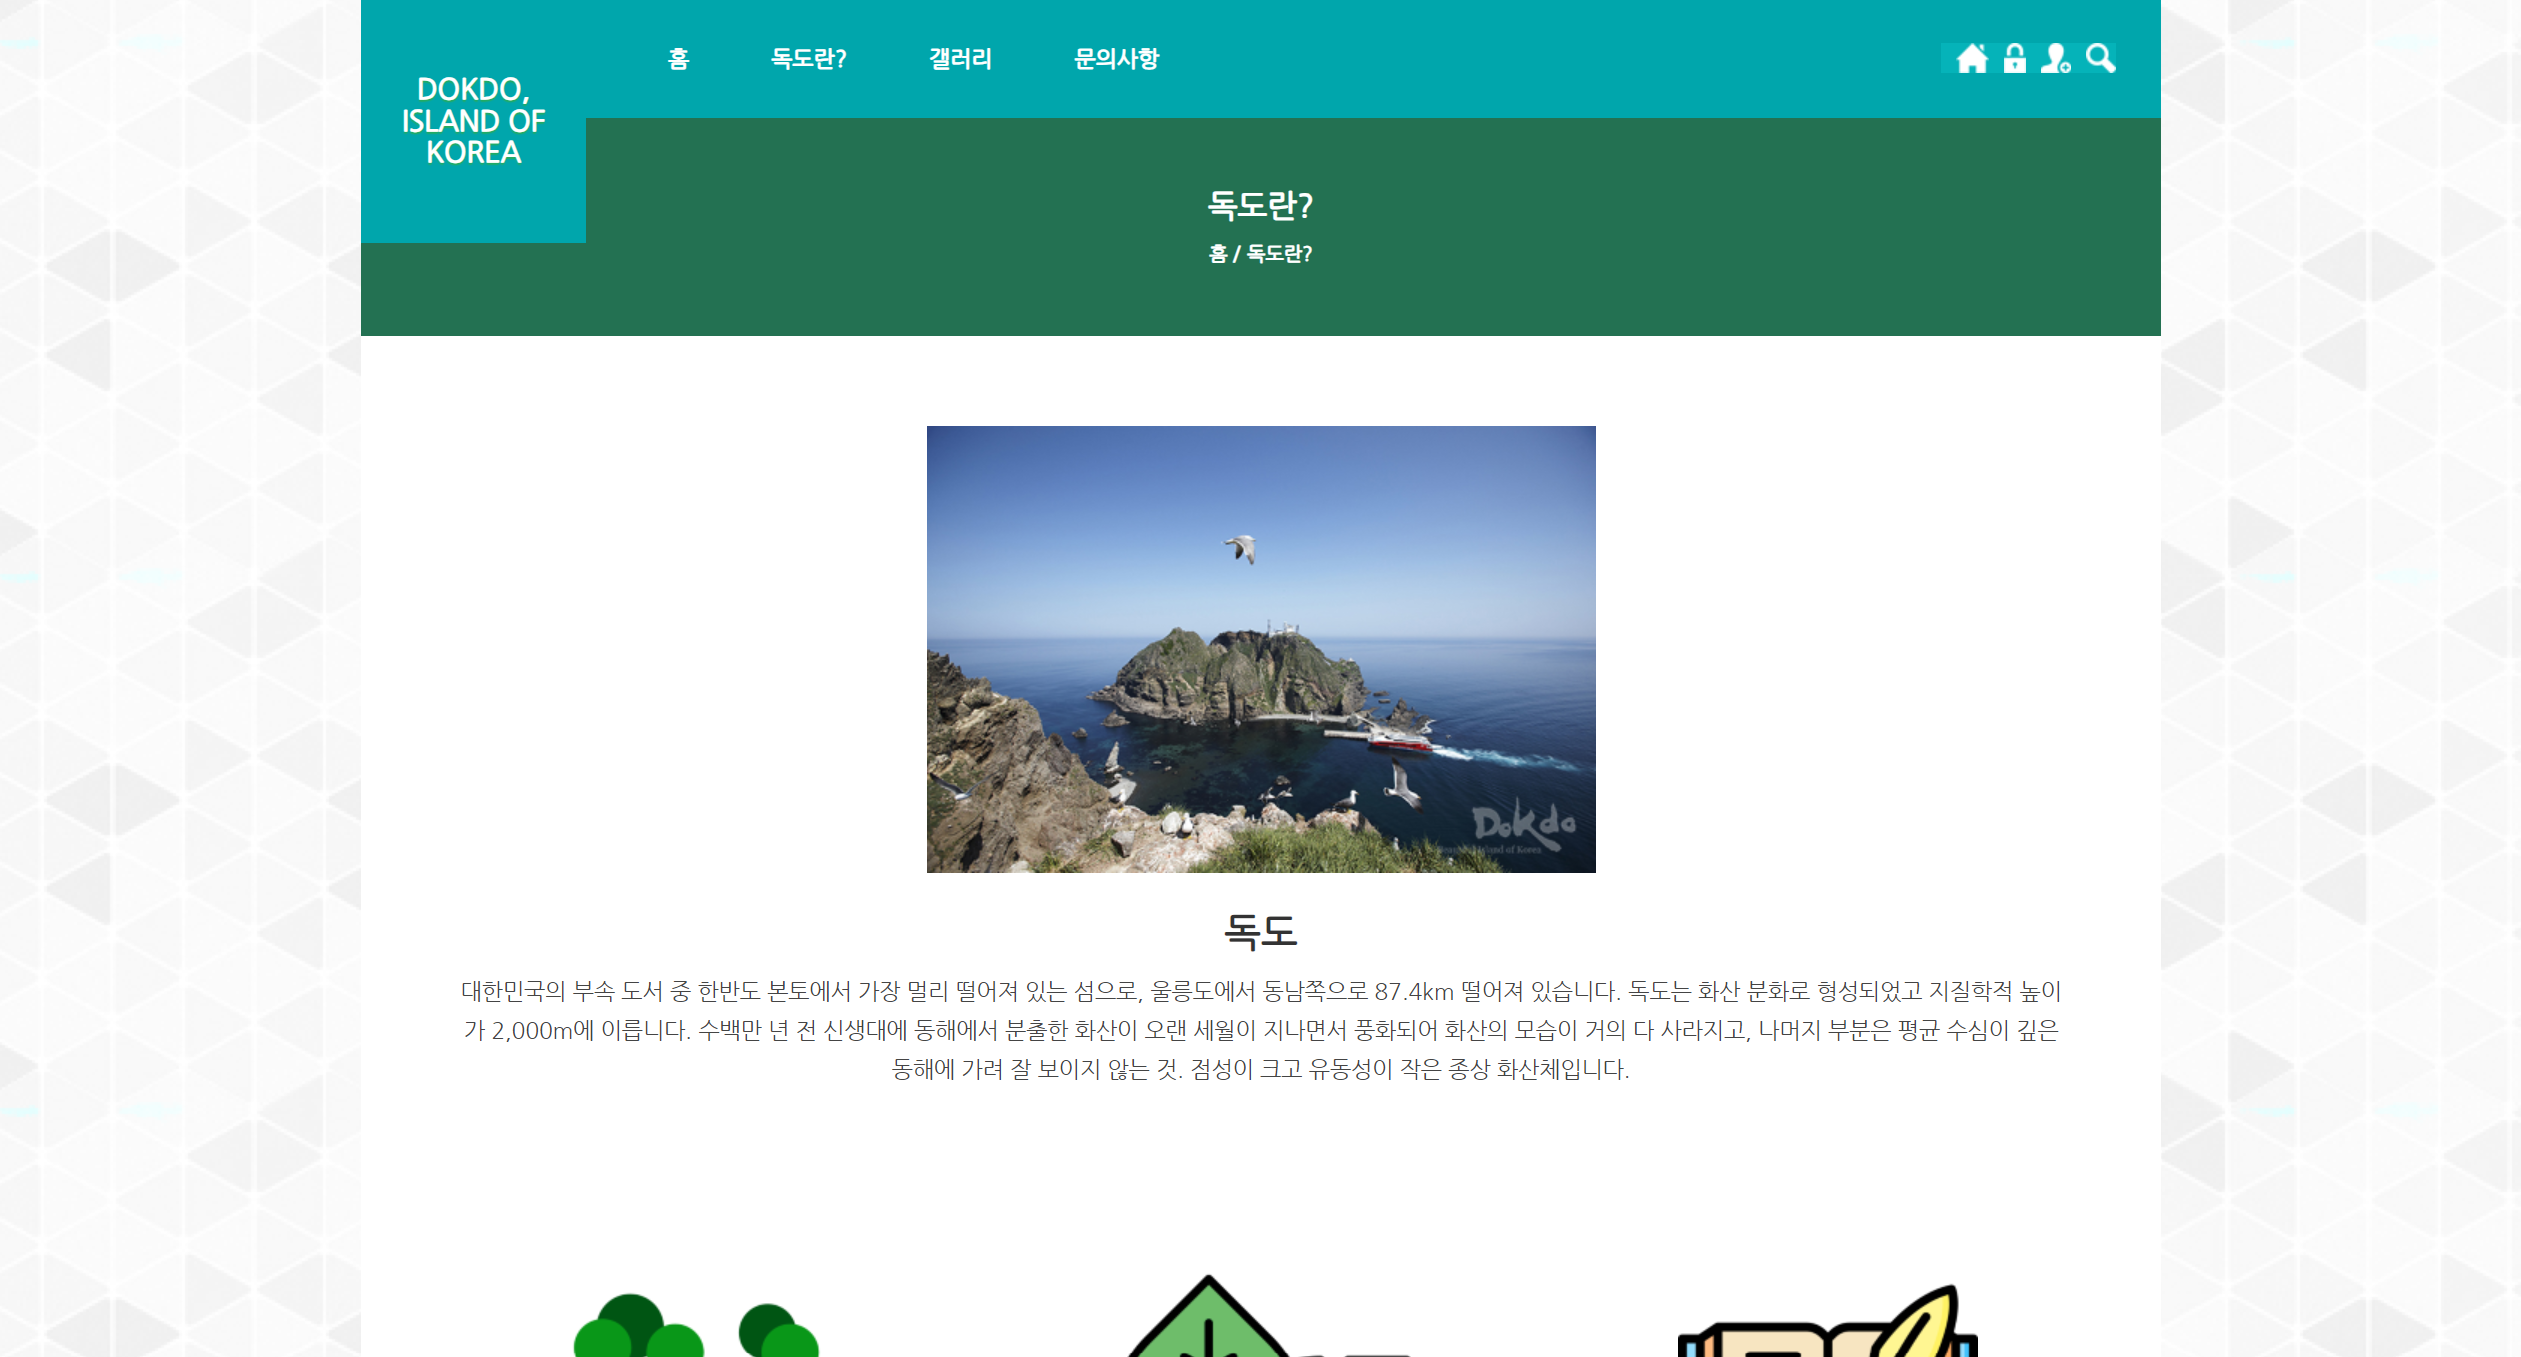 DOKDO,
ISLAND OF
KOREA
홈 독도란? 갤러리 문의사항
독도란?
홈 / 독도란?
Dokdo
Island of Korea
독도
대한민국의 부속 도서 중 한반도 본토에서 가장 멀리 떨어져 있는 섬으로, 울릉도에서 동남쪽으로 87.4km 떨어져 있습니다. 독도는 화산 분화로 형성되었고 지질학적 높이
가 2,000m에 이릅니다. 수백만 년 전 신생대에 동해에서 분출한 화산이 오랜 세월이 지나면서 풍화되어 화산의 모습이 거의 다 사라지고, 나머지 부분은 평균 수심이 깊은
동해에 가려 잘 보이지 않는 것. 점성이 크고 유동성이 작은 종상 화산체입니다.